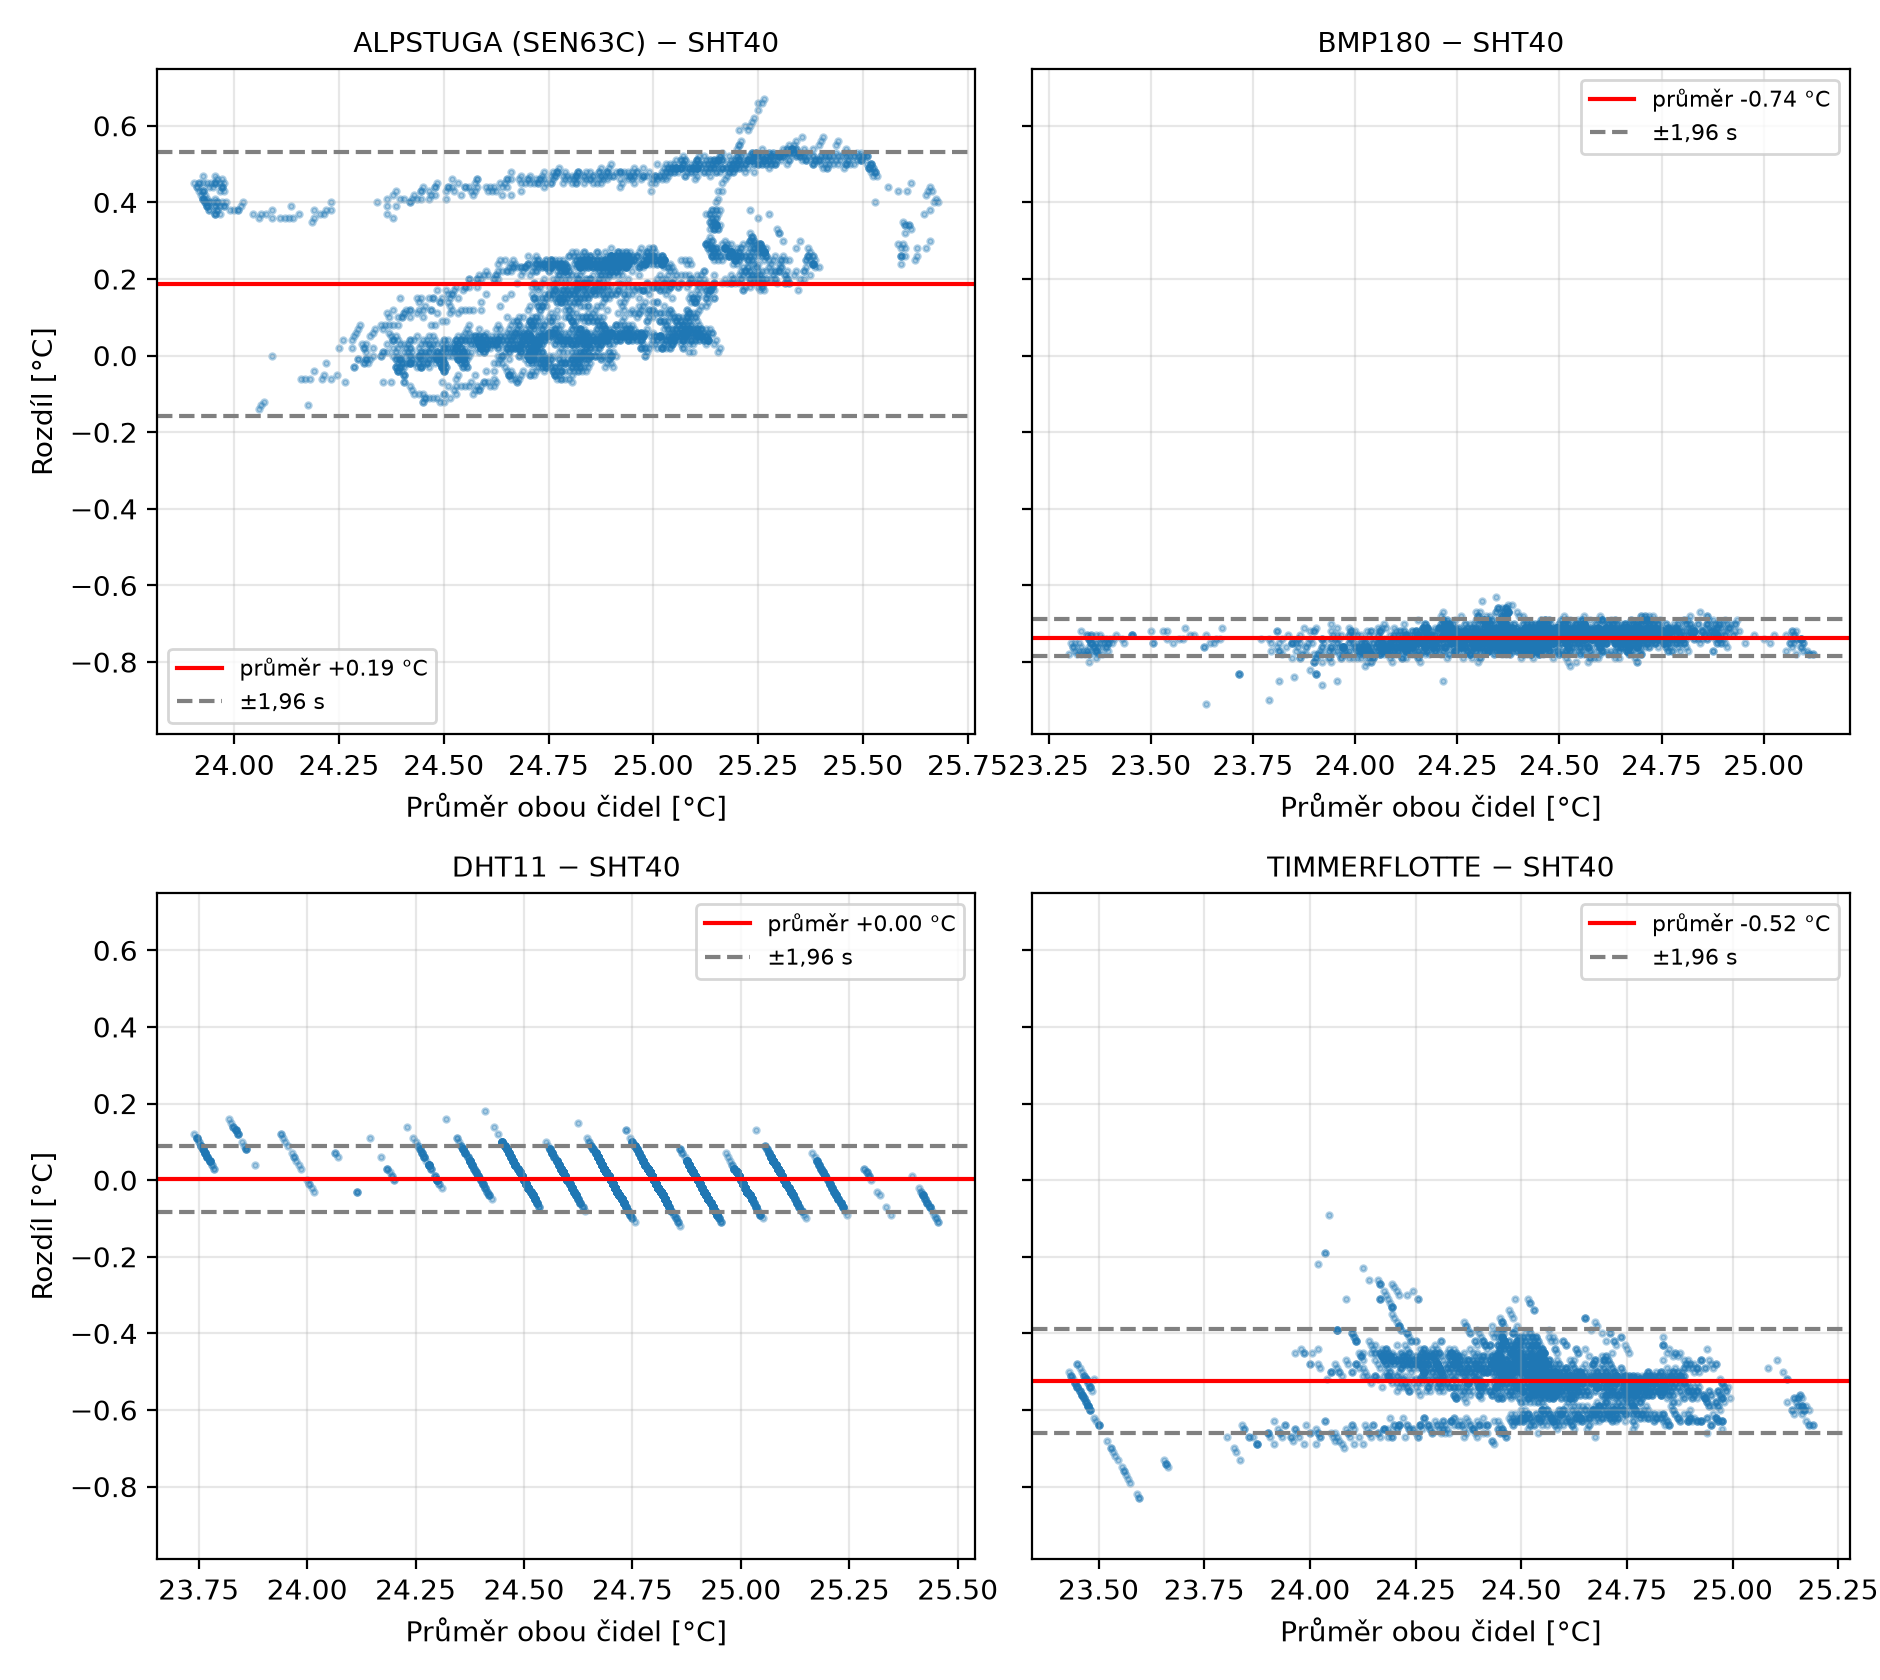 ALPSTUGA (SEN63C) − SHT40
0.6
0.4
0.2
0.0
−0.2
−0.4
−0.6
−0.8
Rozdíl [°C]
průměr +0.19 °C
±1,96 s
24.00 24.25 24.50 24.75 25.00 25.25 25.50 25.75
Průměr obou čidel [°C]
BMP180 − SHT40
průměr -0.74 °C
±1,96 s
23.25 23.50 23.75 24.00 24.25 24.50 24.75 25.00
Průměr obou čidel [°C]
DHT11 − SHT40
0.6
0.4
0.2
0.0
−0.2
−0.4
−0.6
−0.8
Rozdíl [°C]
průměr +0.00 °C
±1,96 s
23.75 24.00 24.25 24.50 24.75 25.00 25.25 25.50
Průměr obou čidel [°C]
TIMMERFLOTTE − SHT40
průměr -0.52 °C
±1,96 s
23.50 23.75 24.00 24.25 24.50 24.75 25.00 25.25
Průměr obou čidel [°C]